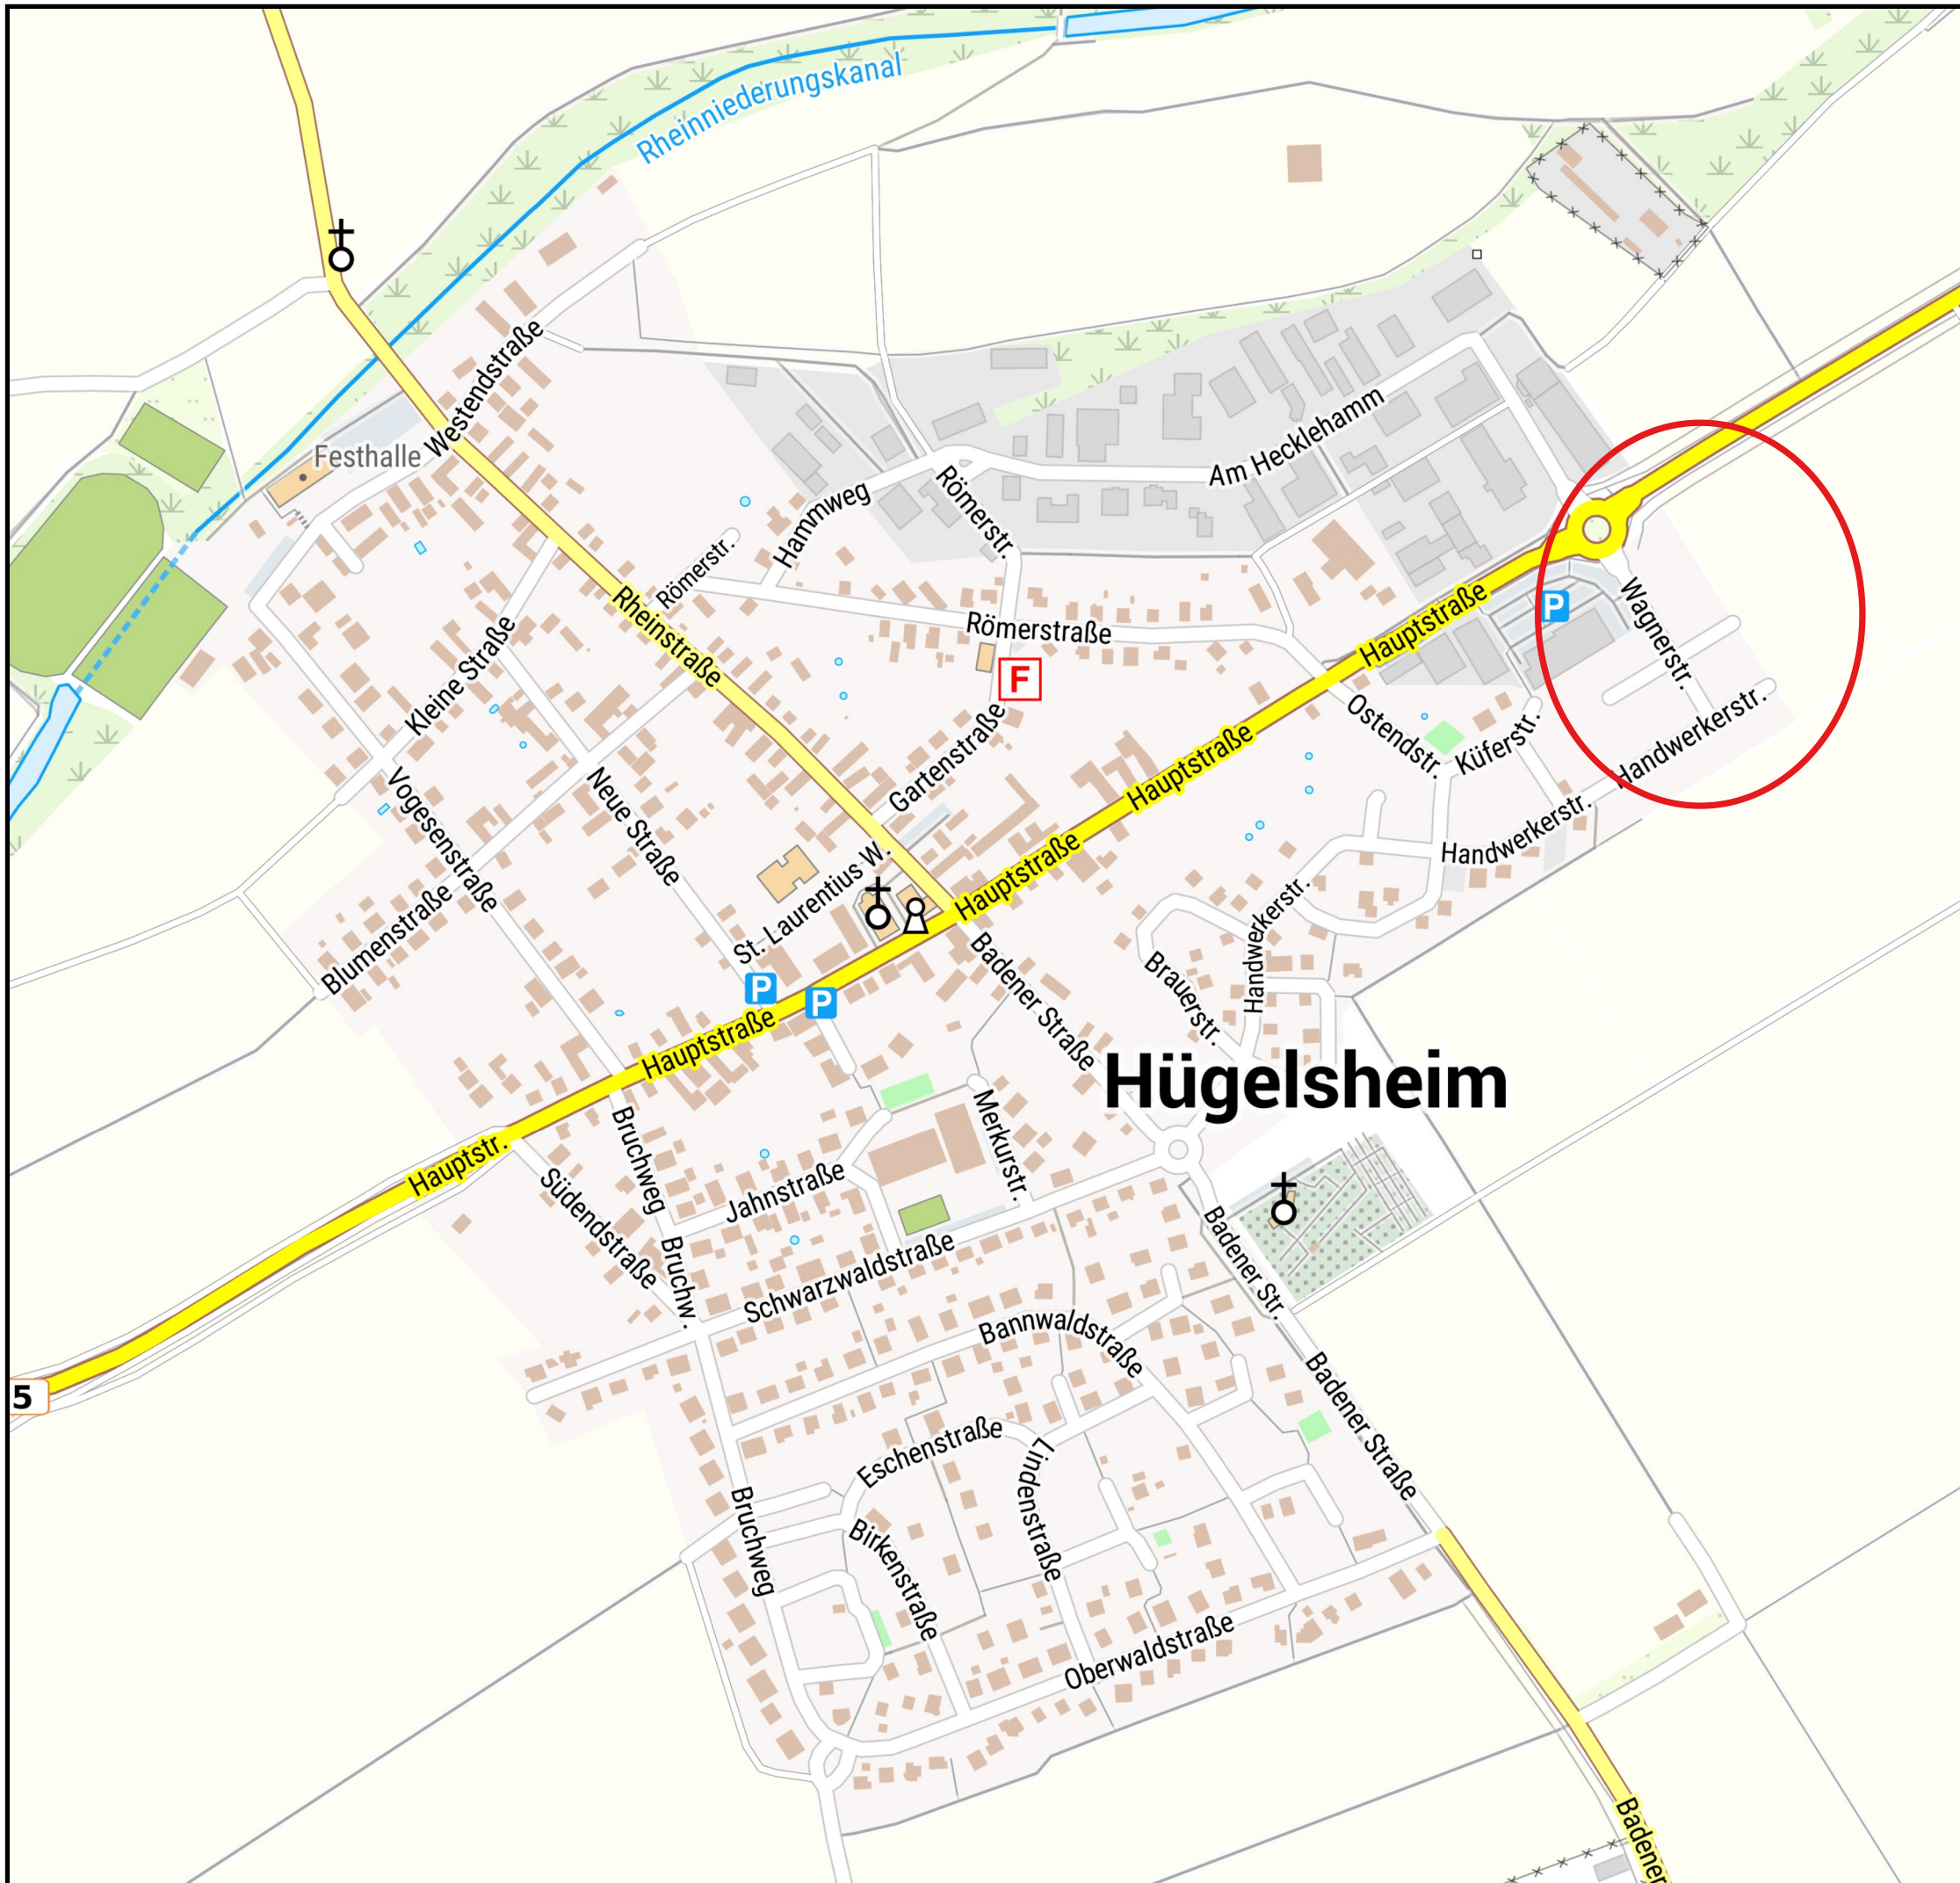 Rheinniederungskanal
Westendstraße
Festhalle
Am Hecklehamm
Römerstr.
Hammweg
Römerstr.
Rheinstraße
Römerstraße
Hauptstraße
P
Wagnerstr.
Kleine Straße
F
Gartenstraße
Ostendstr.
Küferstr.
Handwerkerstr.
Hauptstraße
Vogesenstraße
Neue Straße
Handwerkerstr.
St. Laurentius W.
Hauptstraße
Blumenstraße
Handwerkerstr.
Badener Straße
Brauerstr.
P
P
Hauptstraße
Hügelsheim
Merkurstr.
Bruchweg
Hauptstr.
Jahnstraße
Südendstraße
Bruchw.
Schwarzwaldstraße
Badener Str.
Bannwaldstraße
5
Badener Straße
Eschenstraße
Lindenstraße
Bruchweg
Birkenstraße
Oberwaldstraße
Badener